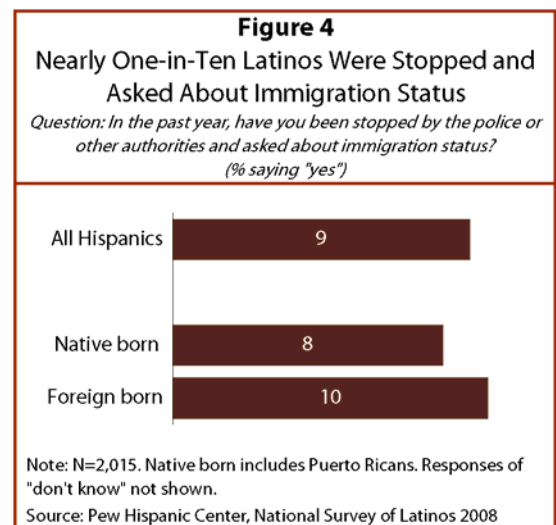 Figure 4
Nearly One-in-Ten Latinos Were Stopped and
Asked About Immigration Status
Question: In the past year, have you been stopped by the police or
other authorities and asked about immigration status?
(% saying "yes")
All Hispanics 9
Native born 8
Foreign born 10
Note: N=2,015. Native born includes Puerto Ricans. Responses of
"don't know" not shown.
Source: Pew Hispanic Center, National Survey of Latinos 2008